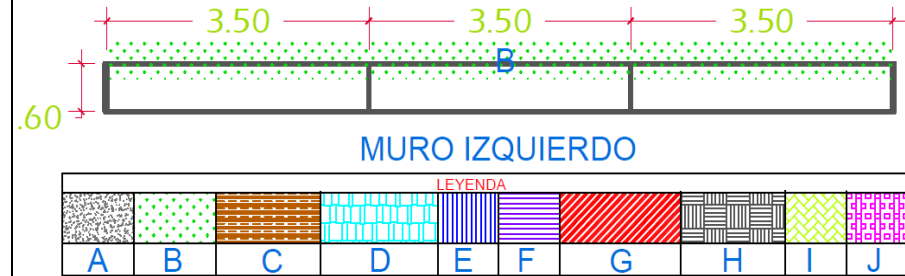 3.50 3.50 3.50
B
.60
MURO IZQUIERDO
LEYENDA
A B C D E F G H I J